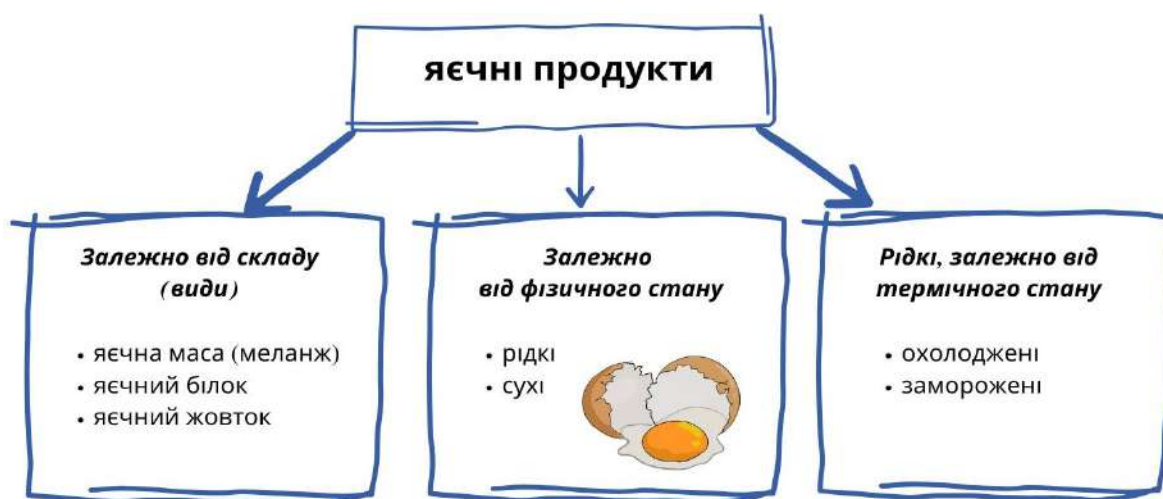 яєчні продукти
Залежно від складу
(види)
• яєчна маса (меланж)
• яєчний білок
• яєчний жовток
Залежно
від фізичного стану
• рідкі
• сухі
Рідкі, залежно від
термічного стану
• охолоджені
• заморожені